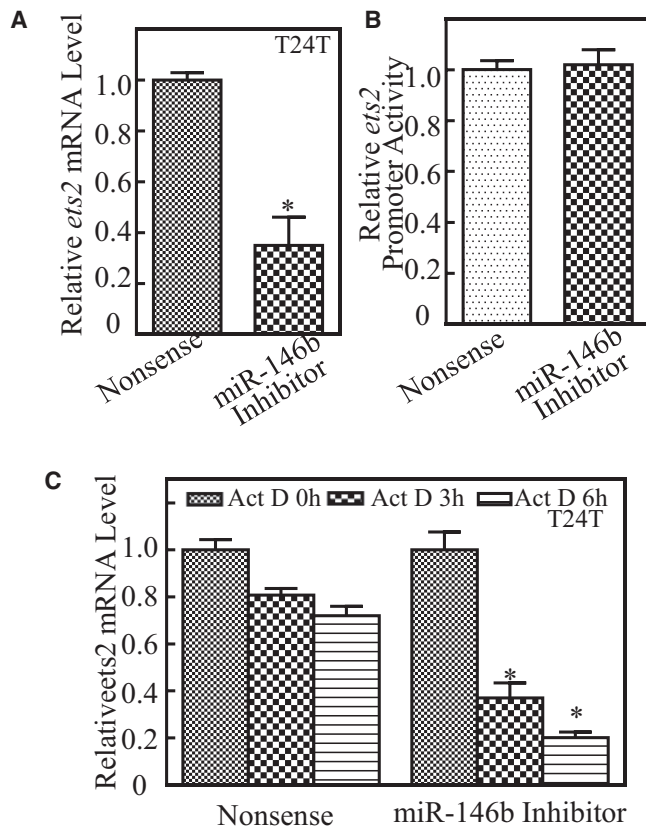 A
T24T
Relative ets2 mRNA Level
1.0
0.8
0.6
0.4
0.2
0
*
Nonsense
miR-146b
Inhibitor
B
Relative ets2
Promoter Activity
1.0
0.8
0.6
0.4
0.2
0
Nonsense
miR-146b
Inhibitor
C
Relativeets2 mRNA Level
Act D 0h
Act D 3h
Act D 6h
T24T
1.0
0.8
0.6
0.4
0.2
0
*
*
Nonsense
miR-146b Inhibitor